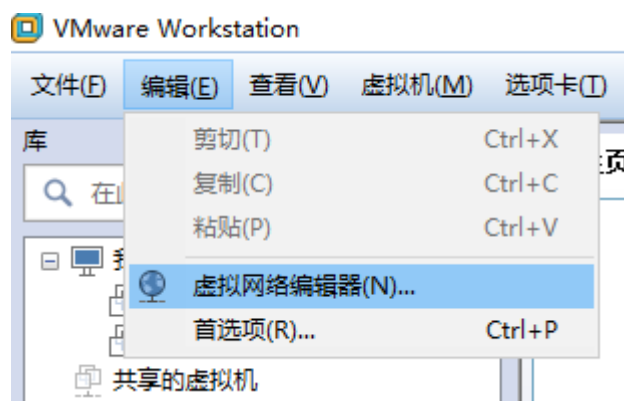 VMware Workstation
文件(F) 编辑(E) 查看(V) 虚拟机(M) 选项卡(T)
库
剪切(T) Ctrl+X
复制(C) Ctrl+C
粘贴(P) Ctrl+V
虚拟网络编辑器(N)...
首选项(R)... Ctrl+P
共享的虚拟机